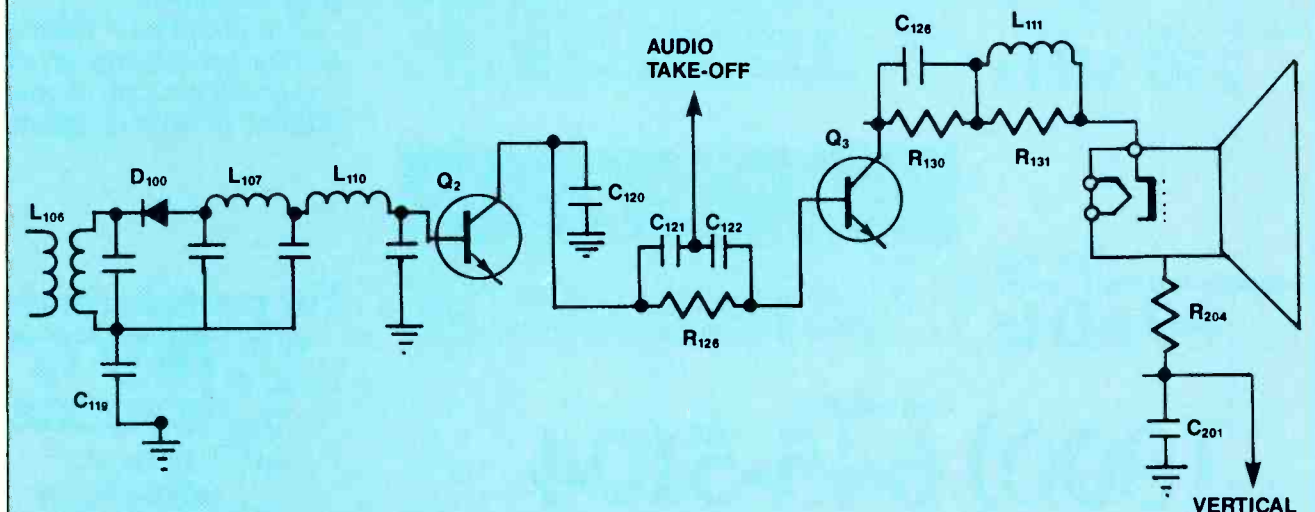 C126
L111
AUDIO
TAKE-OFF
D100
L107
L110
Q2
Q3
R130
R131
L106
C120
C121
C122
R126
R204
C119
C201
VERTICAL